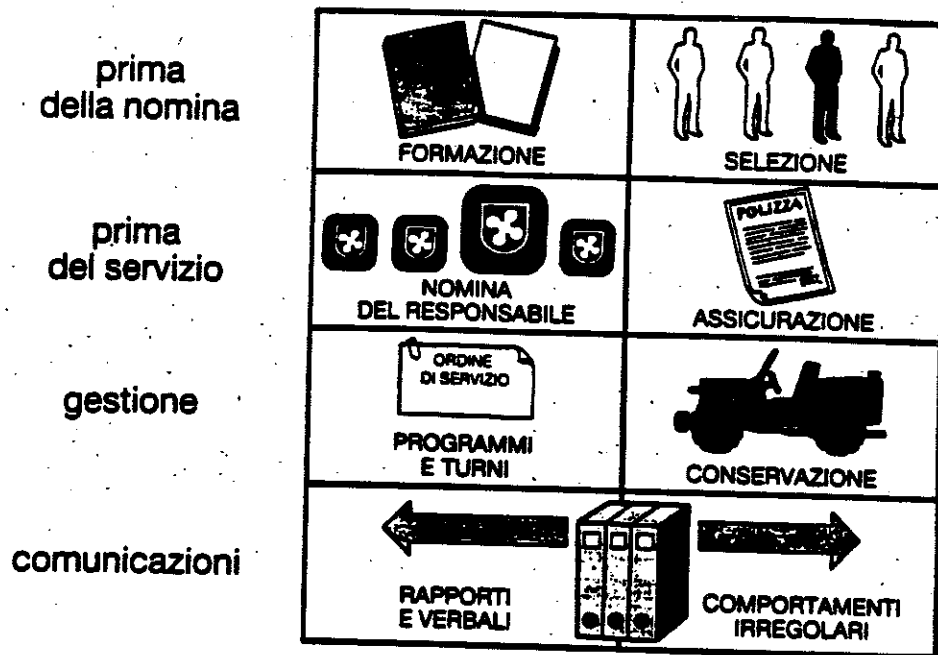 prima
della nomina
FORMAZIONE
SELEZIONE
prima
del servizio
NOMINA
DEL RESPONSABILE
POLIZZA
ASSICURAZIONE
gestione
ORDINE
DI SERVIZIO
PROGRAMMI
E TURNI
CONSERVAZIONE
comunicazioni
RAPPORTI
E VERBALI
COMPORTAMENTI
IRREGOLARI